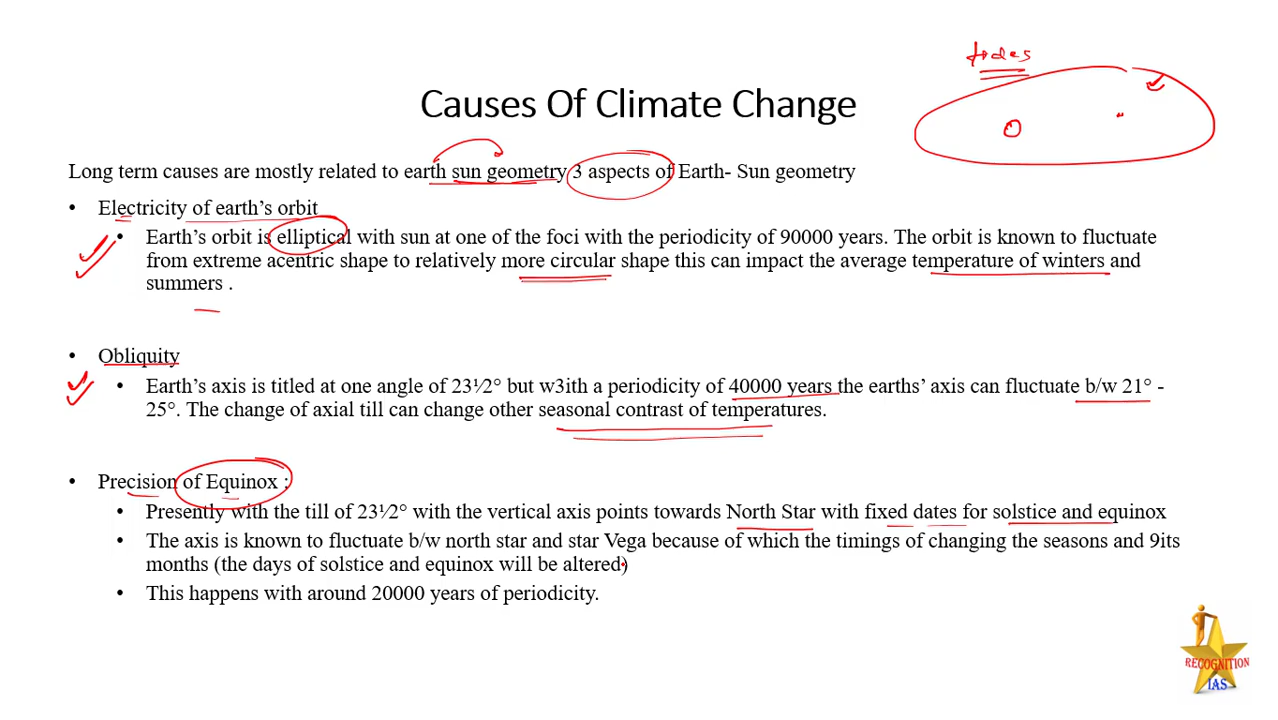 tides
Causes Of Climate Change
Long term causes are mostly related to earth sun geometry 3 aspects of Earth- Sun geometry
• Electricity of earth's orbit
• Earth's orbit is elliptical with sun at one of the foci with the periodicity of 90000 years. The orbit is known to fluctuate
from extreme acentric shape to relatively more circular shape this can impact the average temperature of winters and
summers .
• Obliquity
• Earth's axis is titled at one angle of 23½° but w3ith a periodicity of 40000 years the earths' axis can fluctuate b/w 21° -
25°. The change of axial till can change other seasonal contrast of temperatures.
• Precision of Equinox :
• Presently with the till of 23½° with the vertical axis points towards North Star with fixed dates for solstice and equinox
• The axis is known to fluctuate b/w north star and star Vega because of which the timings of changing the seasons and 9its
months (the days of solstice and equinox will be altered)
• This happens with around 20000 years of periodicity.
RECOGNITION
IAS